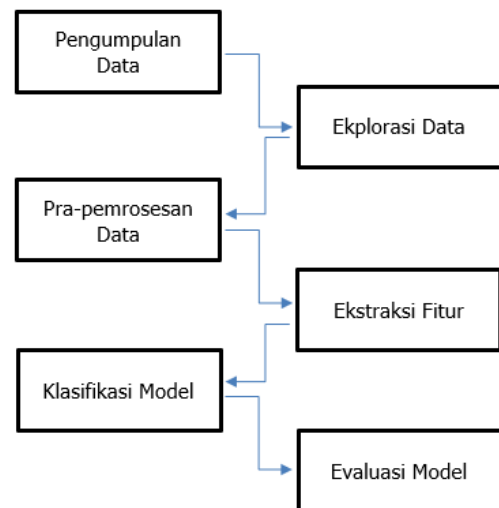 Pengumpulan
Data
Ekplorasi Data
Pra-pemrosesan
Data
Ekstraksi Fitur
Klasifikasi Model
Evaluasi Model